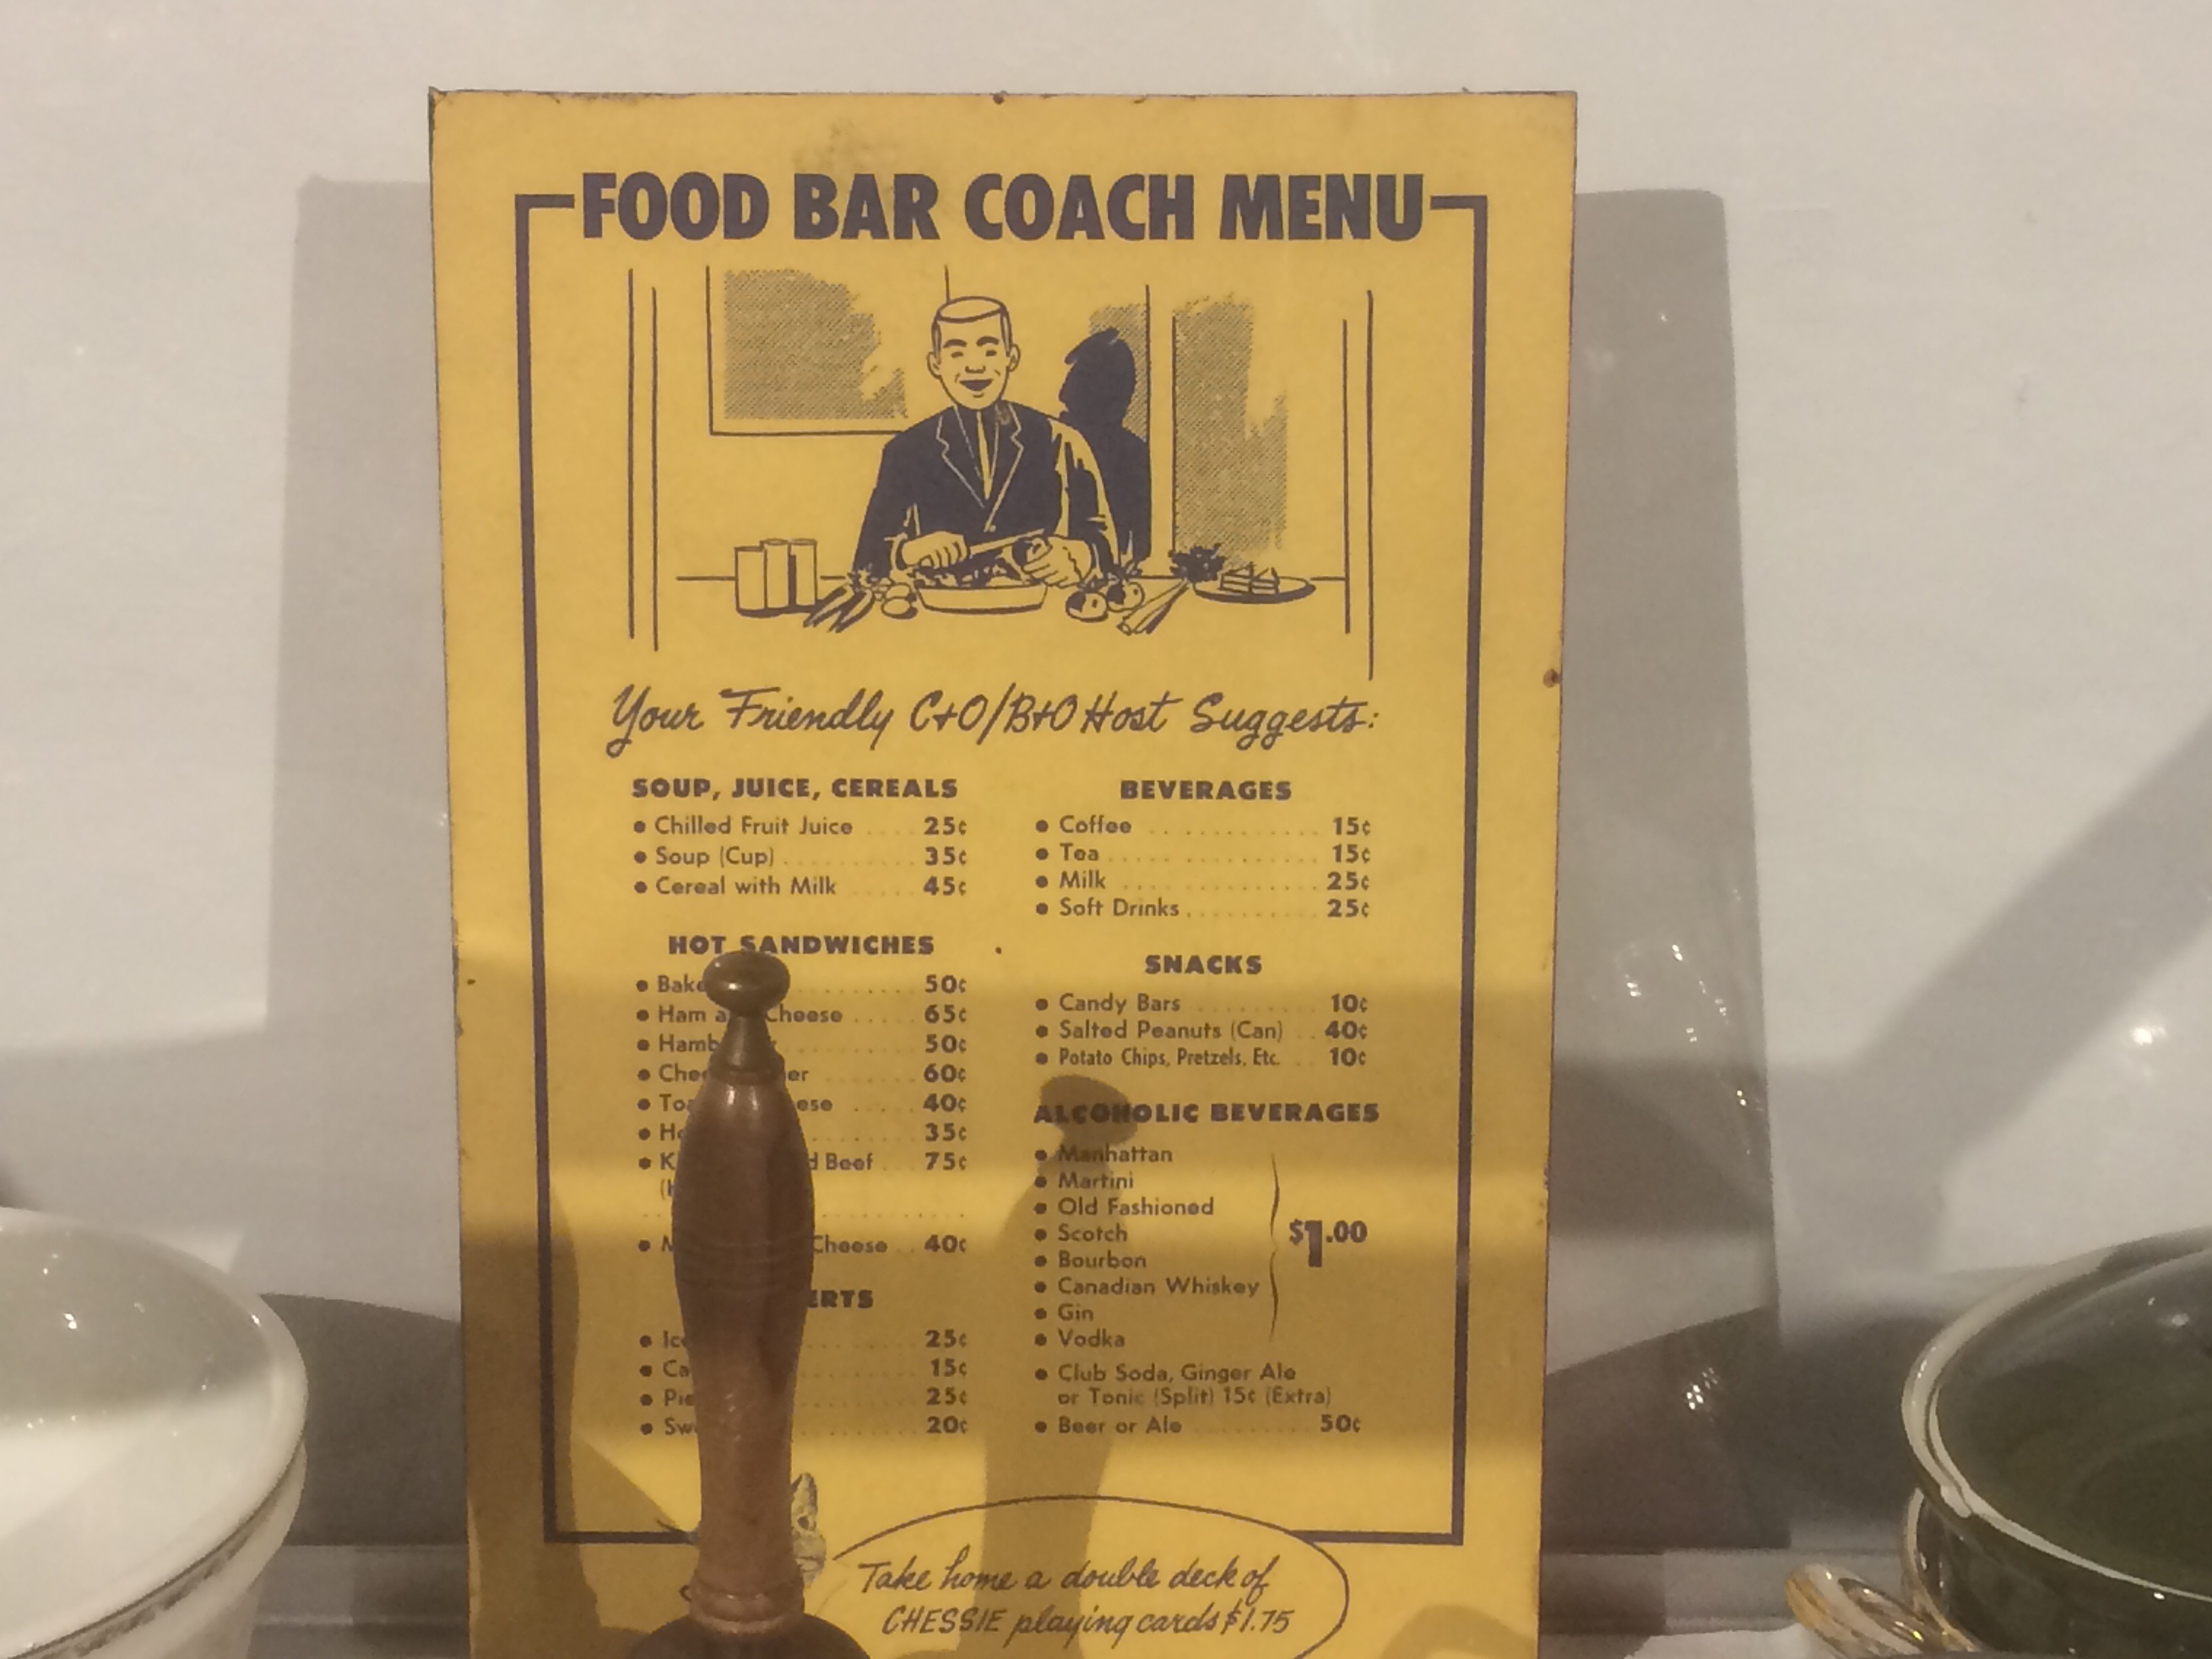 FOOD BAR COACH MENU
Your Friendly C+O/B+O Host Suggests:
SOUP, JUICE, CEREALS
• Chilled Fruit Juice .... 25¢
• Soup (Cup) .......... 35¢
• Cereal with Milk ..... 45¢
HOT SANDWICHES
50¢
• Ham Cheese ..... 65¢
50¢
60¢
40¢
35¢
Beef ... 75¢
Cheese .. 40¢
25¢
15¢
25¢
20¢
BEVERAGES
• Coffee ............. 15¢
• Tea ................ 15¢
• Milk ............... 25¢
• Soft Drinks .......... 25¢
SNACKS
• Candy Bars ......... 10¢
• Salted Peanuts (Can) .. 40¢
• Potato Chips, Pretzels, Etc. .. 10¢
ALCOHOLIC BEVERAGES
• Manhattan
• Martini
• Old Fashioned
• Scotch
• Bourbon
• Canadian Whiskey
• Gin
• Vodka
$1.00
• Club Soda, Ginger Ale
or Tonic (Split) 15¢ (Extra)
• Beer or Ale ......... 50¢
Take home a double deck of
CHESSIE playing cards $1.75